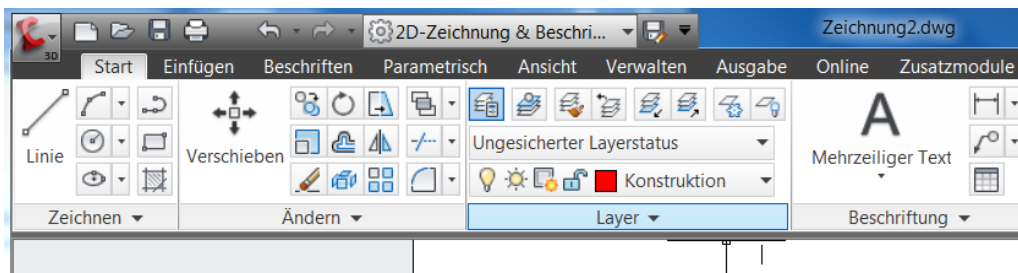 2D-Zeichnung & Beschri... Zeichnung2.dwg
3D
Start Einfügen Beschriften Parametrisch Ansicht Verwalten Ausgabe Online Zusatzmodule
Linie
Verschieben
Ungesicherter Layerstatus
Konstruktion
A
Mehrzeiliger Text
Zeichnen
Ändern
Layer
Beschriftung